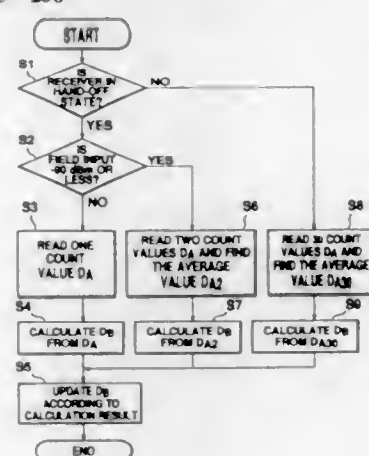 START
S1
IS
RECEIVER IN
HAND-OFF
STATE?
NO
YES
S2
IS
FIELD INPUT
-90 dBm OR
LESS?
YES
NO
S3
READ ONE
COUNT
VALUE DA
S6
READ TWO COUNT
VALUES DA AND FIND
THE AVERAGE
VALUE DA2
S8
READ 30 COUNT
VALUES DA AND
FIND THE AVERAGE
VALUE DA30
S4
CALCULATE DB
FROM DA
S7
CALCULATE DB
FROM DA2
S9
CALCULATE DB
FROM DA30
S5
UPDATE DB
ACCORDING TO
CALCULATION RESULT
END